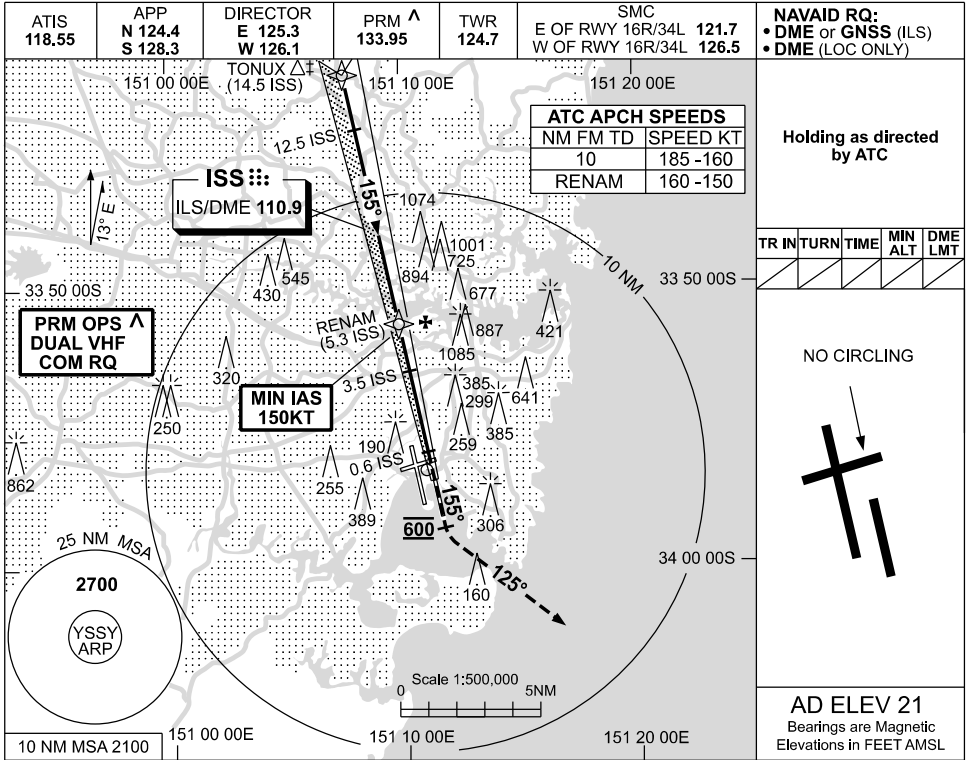 ATIS
118.55
APP
N 124.4
S 128.3
DIRECTOR
E 125.3
W 126.1
PRM ^
133.95
TWR
124.7
SMC
E OF RWY 16R/34L 121.7
W OF RWY 16R/34L 126.5
NAVAID RQ:
• DME or GNSS (ILS)
• DME (LOC ONLY)
TONUX ‡
(14.5 ISS)
151 00 00E
151 10 00E
151 20 00E
12.5 ISS
ATC APCH SPEEDS
NM FM TD SPEED KT
10 185 -160
RENAM 160 -150
Holding as directed
by ATC
ISS
ILS/DME 110.9
155°
13° E
1074
1001
725
894
545
430
677
10 NM
33 50 00S
33 50 00S
TR IN TURN TIME MIN ALT DME LMT
PRM OPS ^
DUAL VHF
COM RQ
RENAM
(5.3 ISS)
887
421
1085
320
3.5 ISS
385
299
641
MIN IAS
150KT
250
190
259
385
862
0.6 ISS
255
389
155°
306
600
NO CIRCLING
25 NM MSA
2700
YSSY
ARP
34 00 00S
125°
160
Scale 1:500,000
0 5NM
10 NM MSA 2100
151 00 00E
151 10 00E
151 20 00E
AD ELEV 21
Bearings are Magnetic
Elevations in FEET AMSL